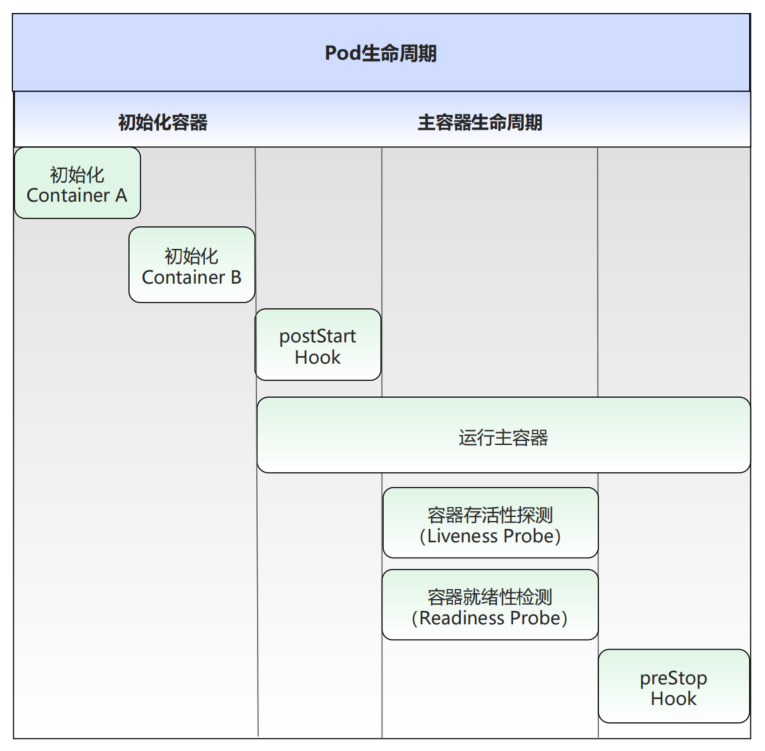 Pod生命周期
初始化容器
主容器生命周期
初始化
Container A
初始化
Container B
postStart
Hook
运行主容器
容器存活性探测
（Liveness Probe）
容器就绪性检测
（Readiness Probe）
preStop
Hook